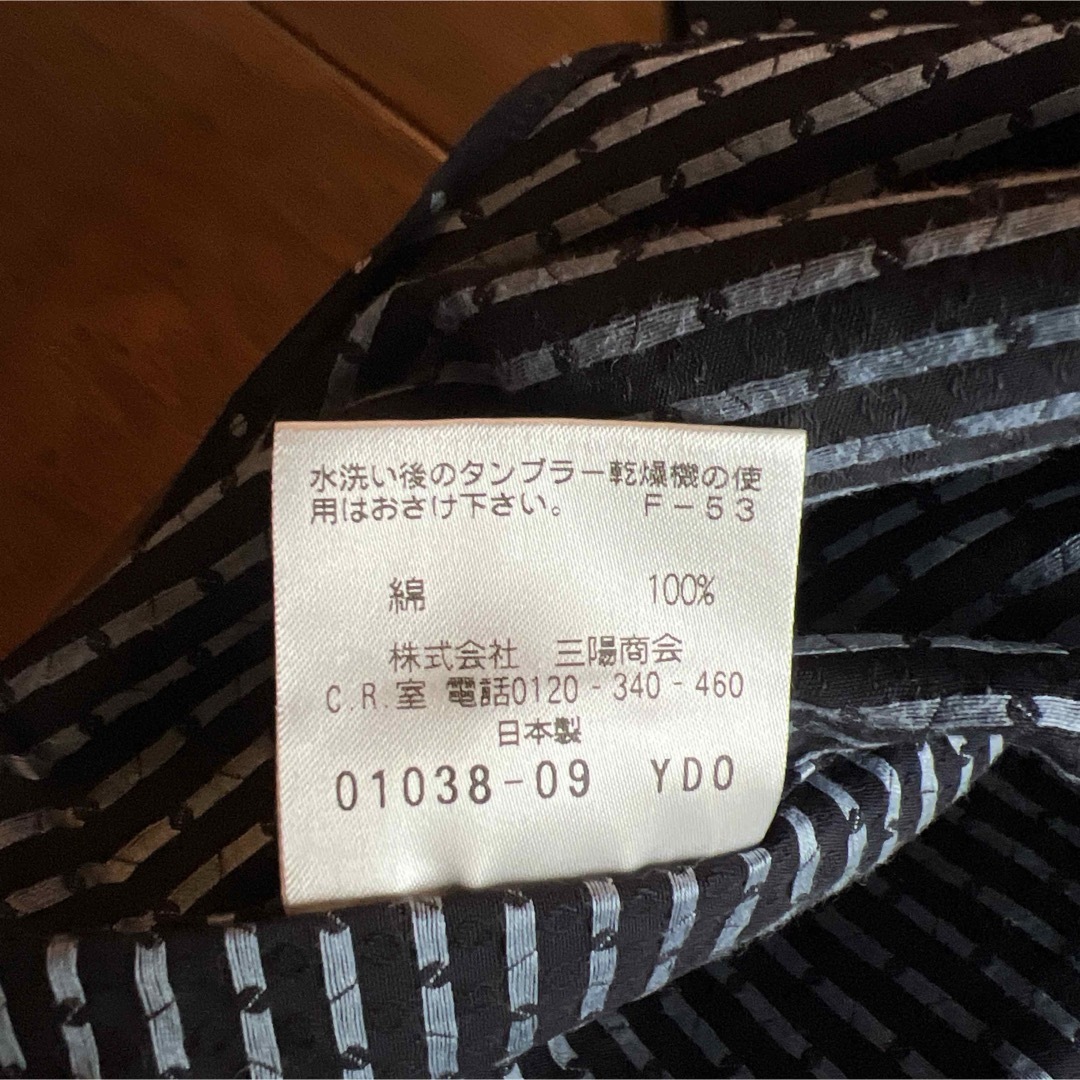 水洗い後のタンブラー乾燥機の使
用はおさけ下さい。 F-53
綿 100%
株式会社 三陽商会
C.R.室 電話0120-340-460
日本製
01038-09 YDO